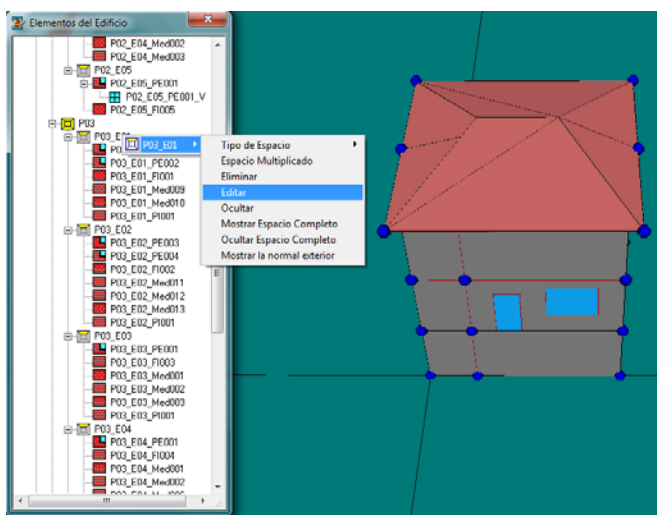 Elementos del Edificio
P02_E04_Med002
P02_E04_Med003
P02_E05
P02_E05_PE001
P02_E05_PE001_V
P02_E05_FI005
P03
P03_E01
P03_E01
Tipo de Espacio
Espacio Multiplicado
Eliminar
Editar
Ocultar
Mostrar Espacio Completo
Ocultar Espacio Completo
Mostrar la normal exterior
P03_E01_PE002
P03_E01_FI001
P03_E01_Med009
P03_E01_Med010
P03_E01_PI001
P03_E02
P03_E02_PE003
P03_E02_PE004
P03_E02_FI002
P03_E02_Med011
P03_E02_Med012
P03_E02_Med013
P03_E02_PI001
P03_E03
P03_E03_PE001
P03_E03_FI003
P03_E03_Med001
P03_E03_Med002
P03_E03_Med003
P03_E03_PI001
P03_E04
P03_E04_PE001
P03_E04_FI004
P03_E04_Med001
P03_E04_Med002